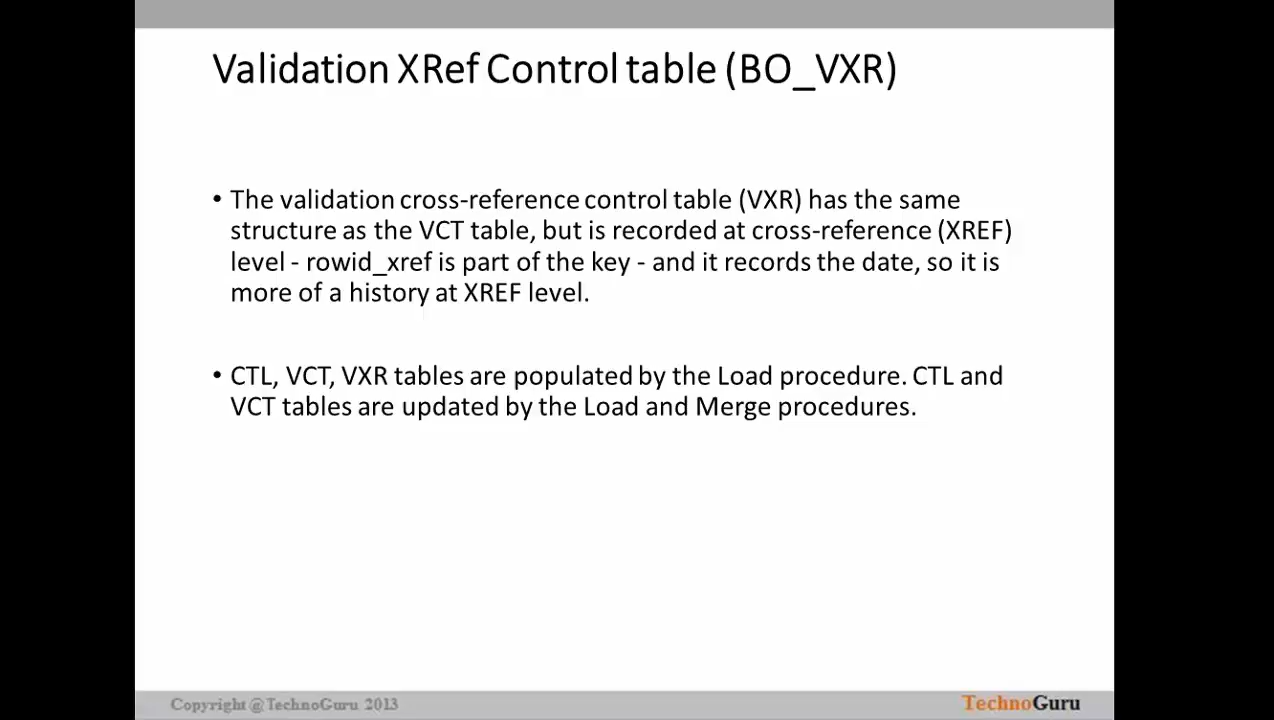 Validation XRef Control table (BO_VXR)
• The validation cross-reference control table (VXR) has the same
structure as the VCT table, but is recorded at cross-reference (XREF)
level - rowid_xref is part of the key - and it records the date, so it is
more of a history at XREF level.
• CTL, VCT, VXR tables are populated by the Load procedure. CTL and
VCT tables are updated by the Load and Merge procedures.
Copyright @ TechnoGuru 2013
TechnoGuru